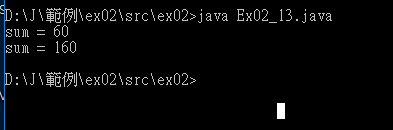 D:\J\範例\ex02\src\ex02>java Ex02_13.java
sum = 60
sum = 160
D:\J\範例\ex02\src\ex02>